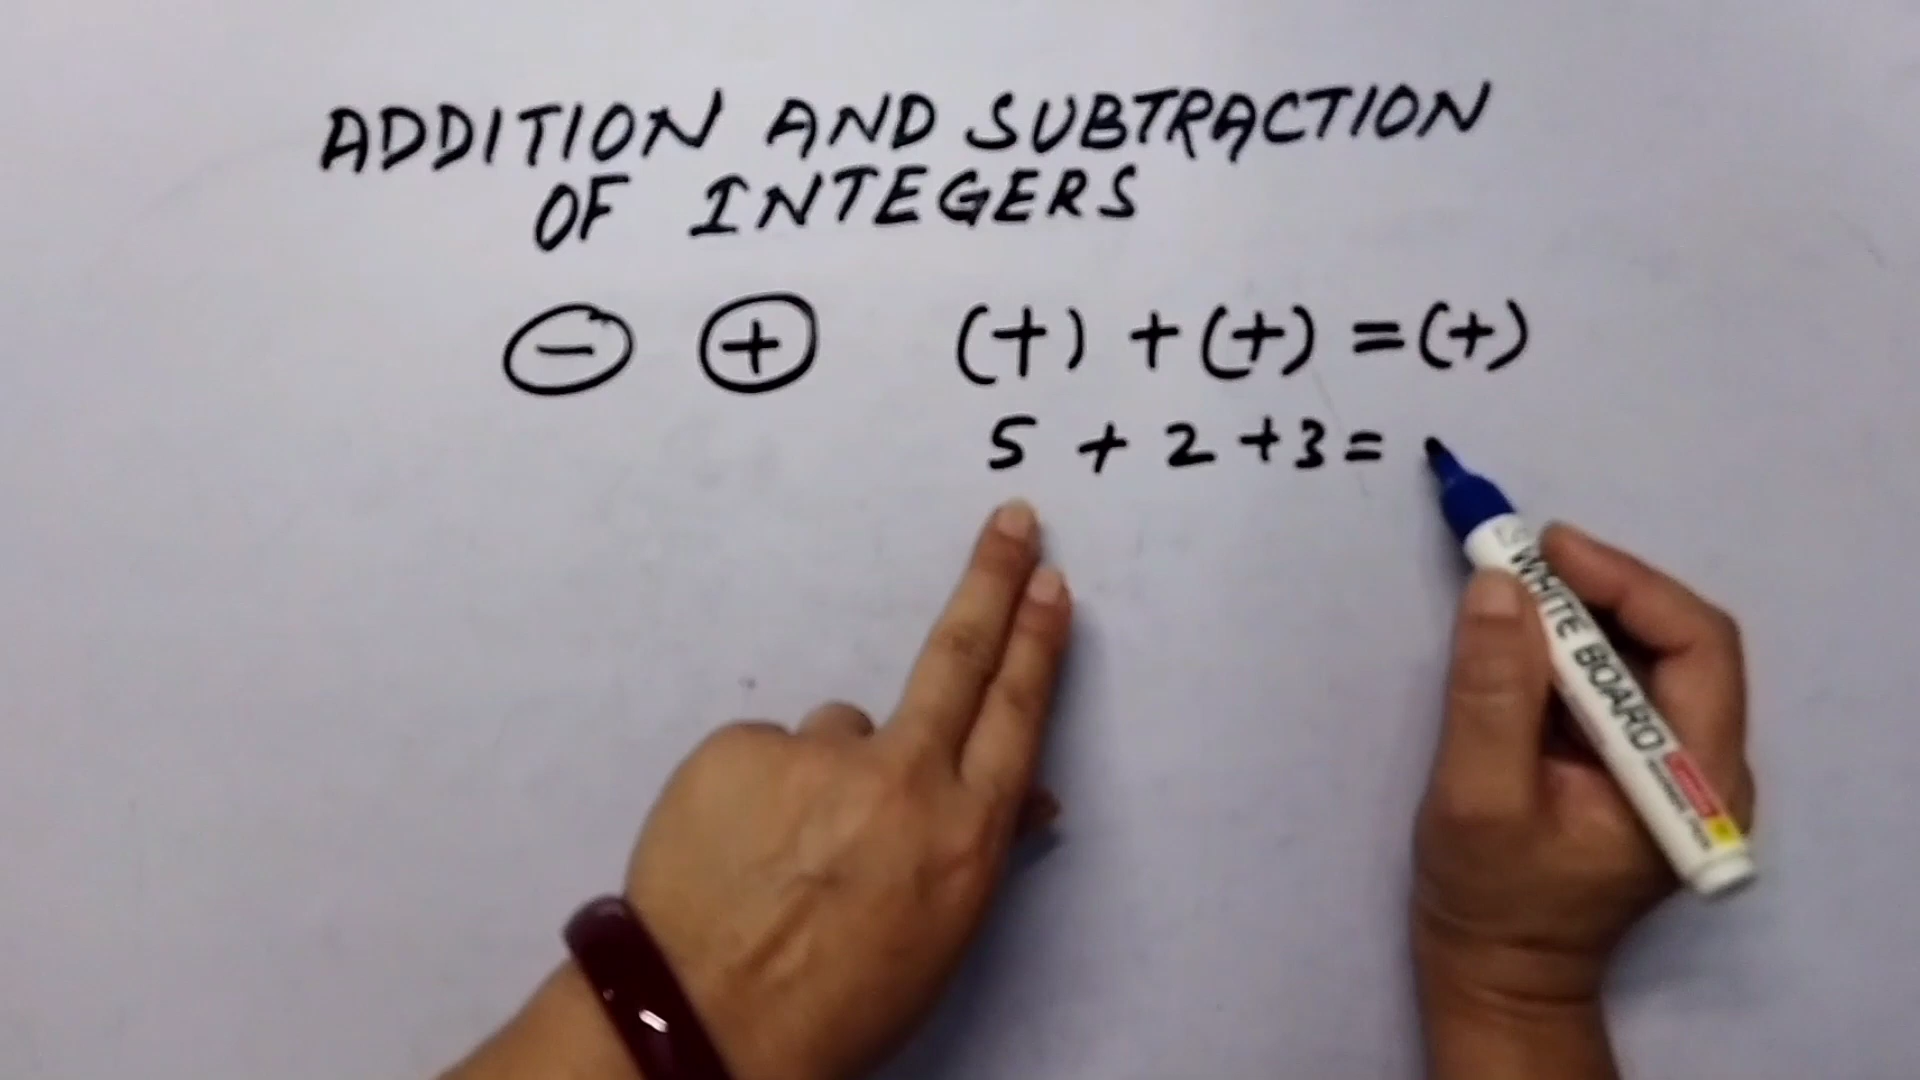 ADDITION AND SUBTRACTION
OF INTEGERS
- + (+) + (+) = (+)
5 + 2 + 3 =
WHITE BOARD